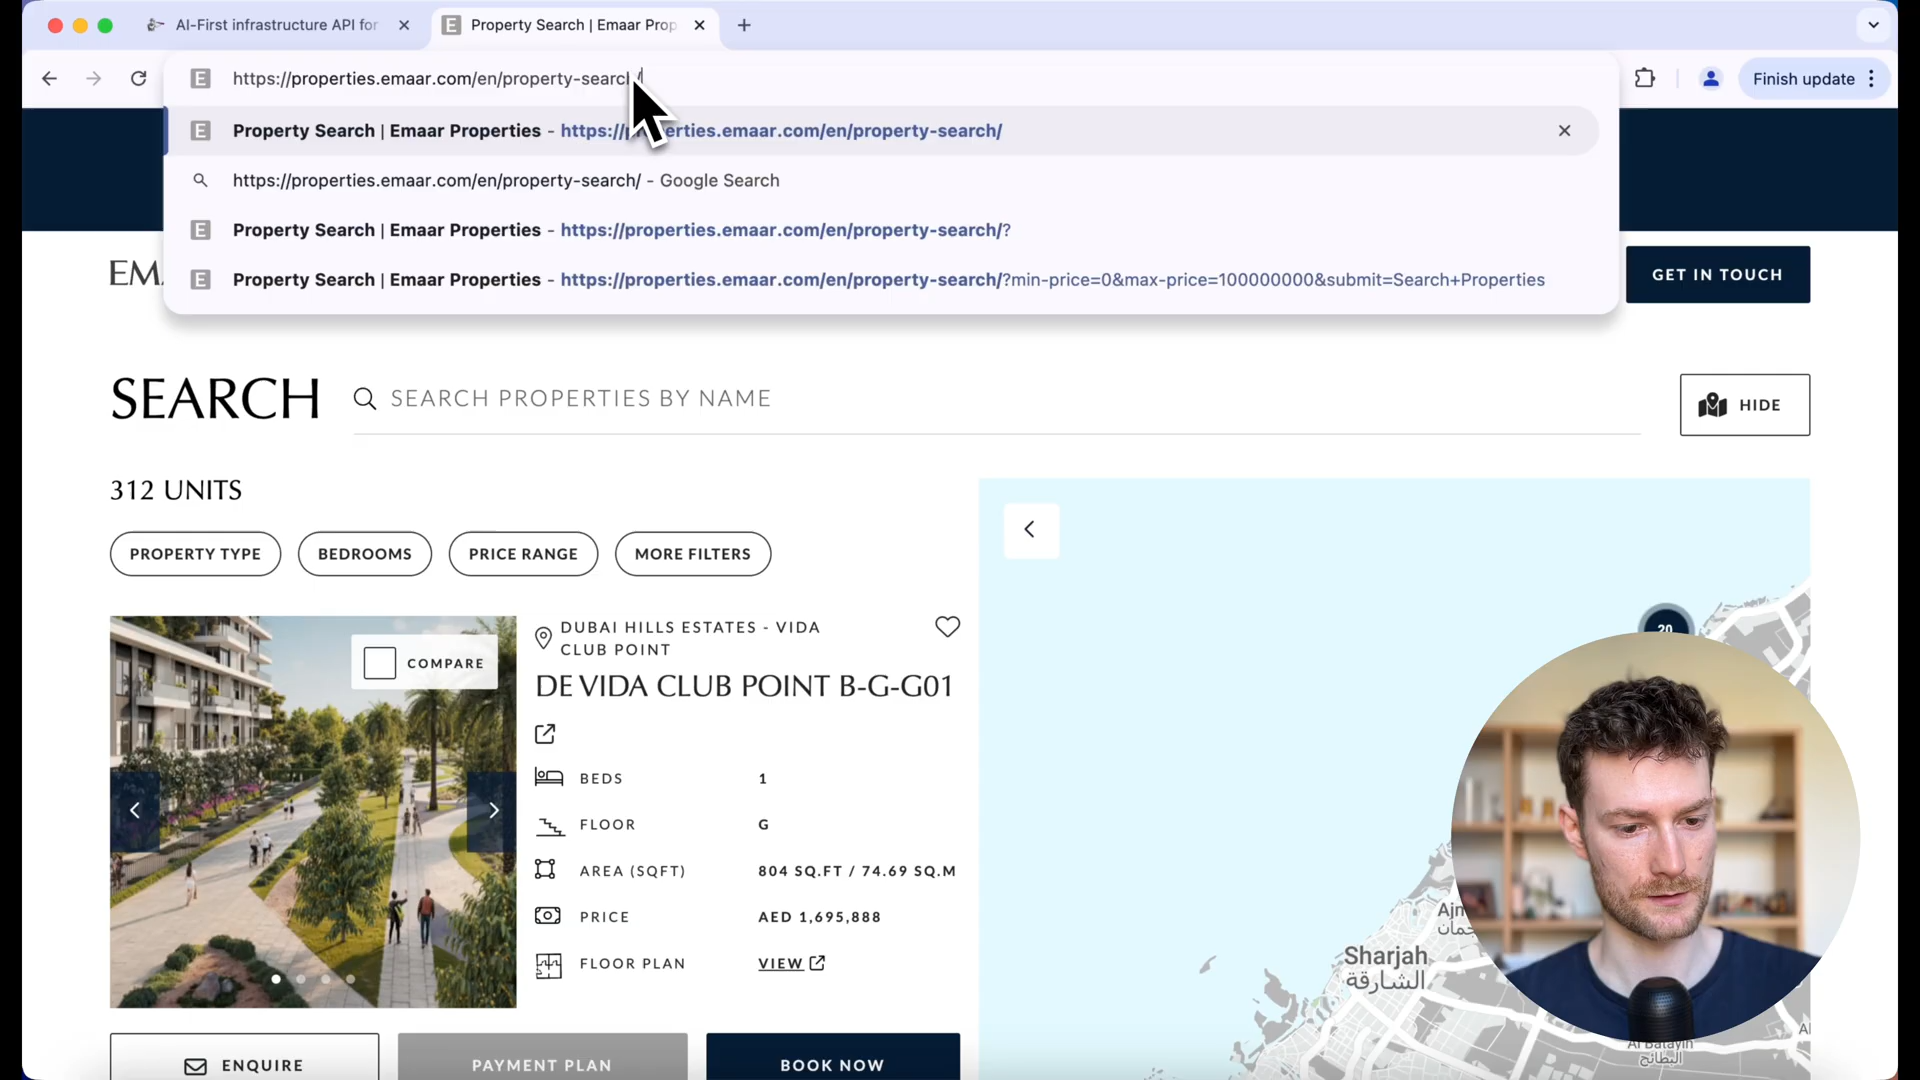 AI-First infrastructure API for
Property Search | Emaar Prop
https://properties.emaar.com/en/property-search/
Finish update
Property Search | Emaar Properties - https://properties.emaar.com/en/property-search/
https://properties.emaar.com/en/property-search/ - Google Search
Property Search | Emaar Properties - https://properties.emaar.com/en/property-search/?
Property Search | Emaar Properties - https://properties.emaar.com/en/property-search/?min-price=0&max-price=100000000&submit=Search+Properties
GET IN TOUCH
SEARCH
SEARCH PROPERTIES BY NAME
HIDE
312 UNITS
PROPERTY TYPE
BEDROOMS
PRICE RANGE
MORE FILTERS
COMPARE
DUBAI HILLS ESTATES - VIDA
CLUB POINT
DE VIDA CLUB POINT B-G-G01
BEDS 1
FLOOR G
AREA (SQFT) 804 SQ.FT / 74.69 SQ.M
PRICE AED 1,695,888
FLOOR PLAN VIEW
ENQUIRE
PAYMENT PLAN
BOOK NOW
20
Sharjah
الشارقة
Al Batayih
البطائح